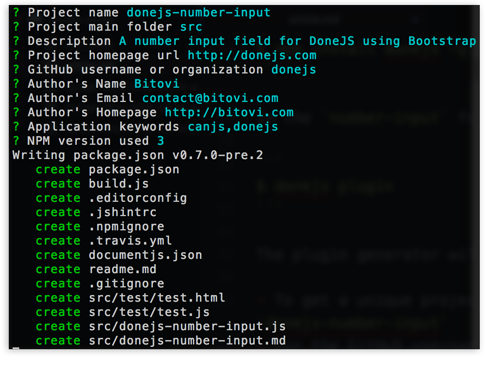 ? Project name donejs-number-input
? Project main folder src
? Description A number input field for DoneJS using Bootstrap
? Project homepage url http://donejs.com
? GitHub username or organization donejs
? Author's Name Bitovi
? Author's Email contact@bitovi.com
? Author's Homepage http://bitovi.com
? Application keywords canjs,donejs
? NPM version used 3
Writing package.json v0.7.0-pre.2
create package.json
create build.js
create .editorconfig
create .jshintrc
create .npmignore
create .travis.yml
create documentjs.json
create readme.md
create .gitignore
create src/test/test.html
create src/test/test.js
create src/donejs-number-input.js
create src/donejs-number-input.md